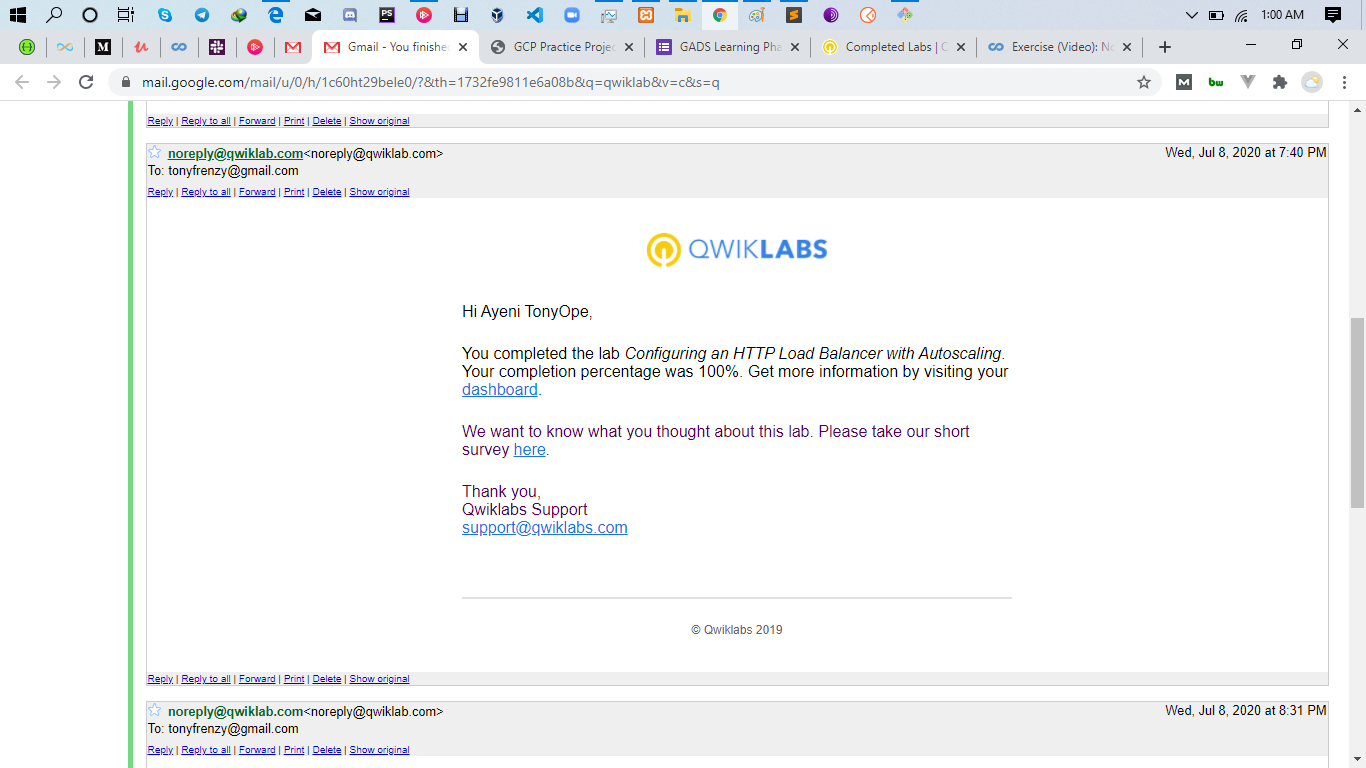 1:00 AM
Gmail - You finishe
GCP Practice Proje
GADS Learning Pha
Completed Labs | C
Exercise (Video): No
mail.google.com/mail/u/0/h/1c60ht29bele0/?&th=1732fe9811e6a08b&q=qwiklab&v=c&s=q
Reply | Reply to all | Forward | Print | Delete | Show original
noreply@qwiklab.com<noreply@qwiklab.com>
Wed, Jul 8, 2020 at 7:40 PM
To: tonyfrenzy@gmail.com
Reply | Reply to all | Forward | Print | Delete | Show original
QWIKLABS
Hi Ayeni TonyOpe,
You completed the lab Configuring an HTTP Load Balancer with Autoscaling.
Your completion percentage was 100%. Get more information by visiting your
dashboard.
We want to know what you thought about this lab. Please take our short
survey here.
Thank you,
Qwiklabs Support
support@qwiklabs.com
© Qwiklabs 2019
Reply | Reply to all | Forward | Print | Delete | Show original
noreply@qwiklab.com<noreply@qwiklab.com>
Wed, Jul 8, 2020 at 8:31 PM
To: tonyfrenzy@gmail.com
Reply | Reply to all | Forward | Print | Delete | Show original